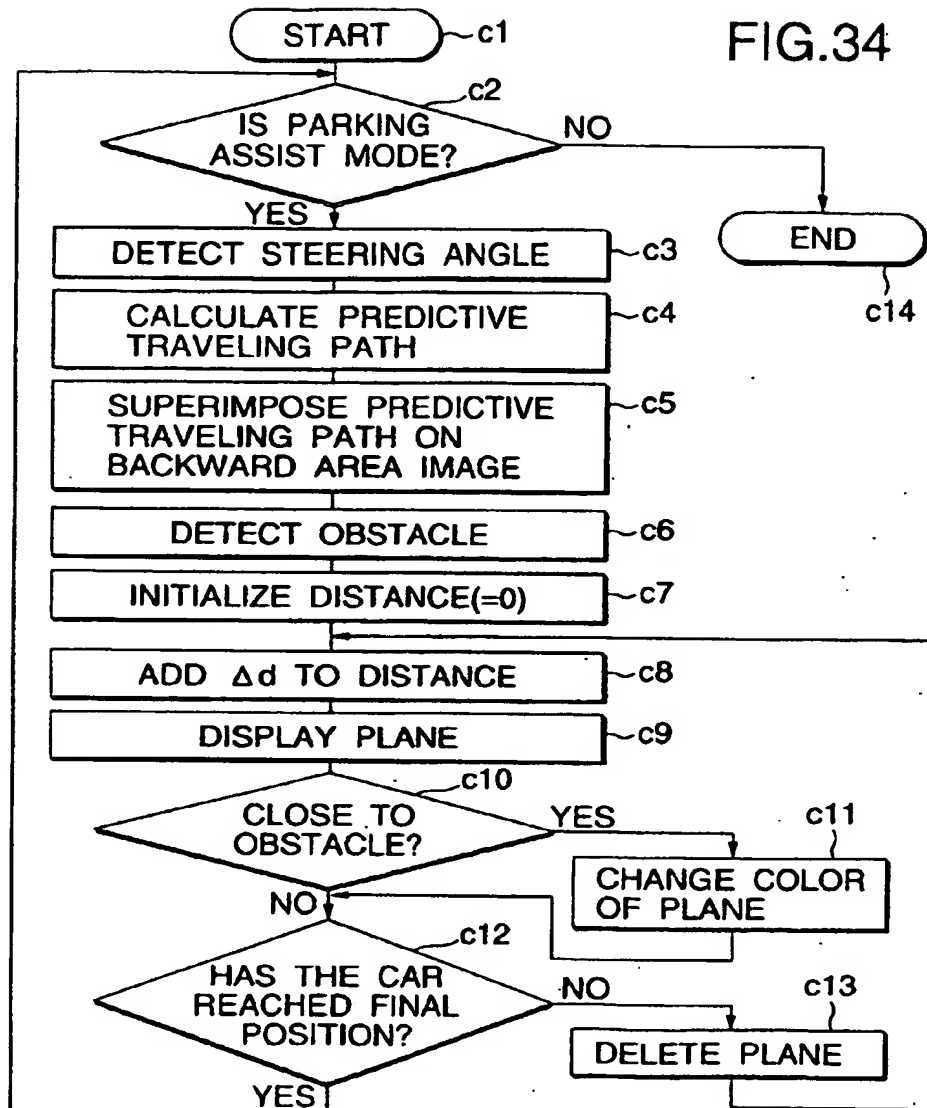 START
c1
FIG.34
c2
IS PARKING
ASSIST MODE?
NO
YES
DETECT STEERING ANGLE
c3
END
c14
CALCULATE PREDICTIVE
TRAVELING PATH
c4
SUPERIMPOSE PREDICTIVE
TRAVELING PATH ON
BACKWARD AREA IMAGE
c5
DETECT OBSTACLE
c6
INITIALIZE DISTANCE(=0)
c7
ADD Δd TO DISTANCE
c8
DISPLAY PLANE
c9
c10
CLOSE TO
OBSTACLE?
YES
c11
CHANGE COLOR
OF PLANE
NO
c12
HAS THE CAR
REACHED FINAL
POSITION?
NO
c13
DELETE PLANE
YES